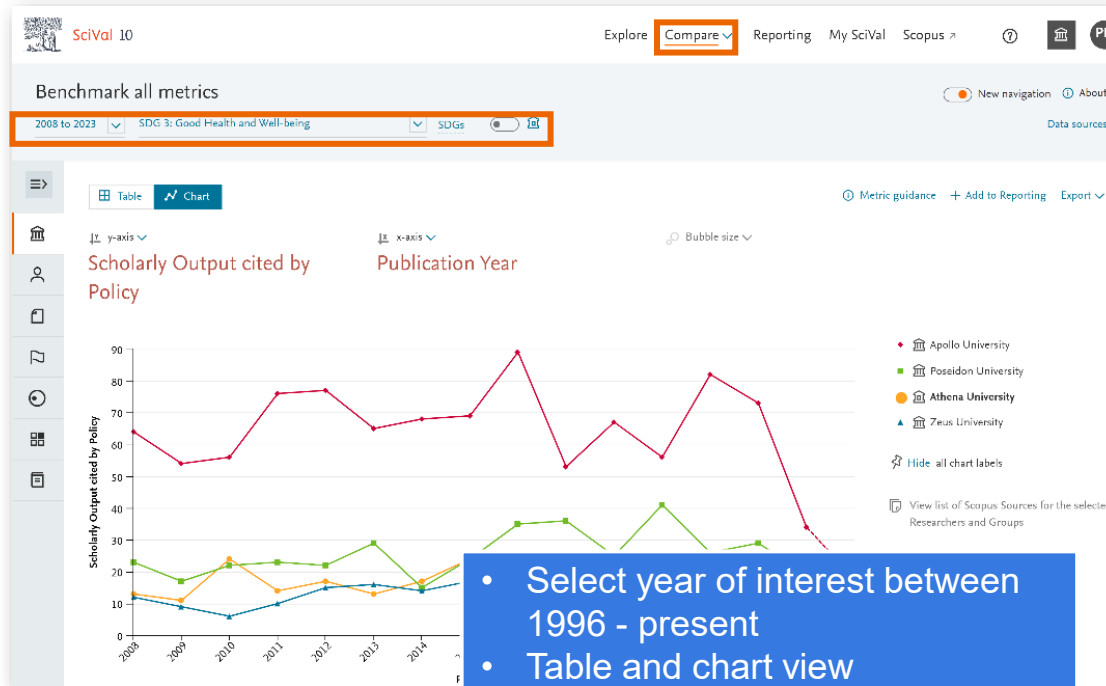 SciVal 10
Explore Compare Reporting My SciVal Scopus
Benchmark all metrics
New navigation About
2008 to 2023 SDG 3: Good Health and Well-being SDGs
Data sources
Table Chart
Metric guidance + Add to Reporting Export
y-axis x-axis Bubble size
Scholarly Output cited by
Policy
Publication Year
90
80
70
60
50
40
30
20
10
0
Scholarly Output cited by Policy
2008 2009 2010 2011 2012 2013 2014
Apollo University
Poseidon University
Athena University
Zeus University
Hide all chart labels
View list of Scopus Sources for the selecte
Researchers and Groups
• Select year of interest between
1996 - present
• Table and chart view